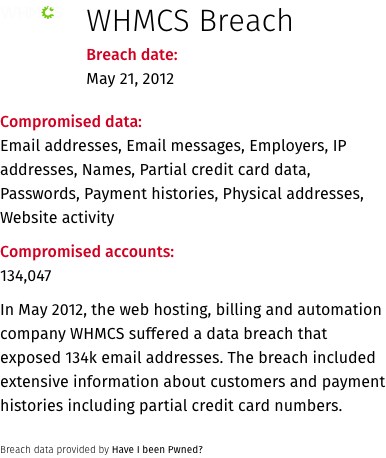 WHMCS Breach
Breach date:
May 21, 2012
Compromised data:
Email addresses, Email messages, Employers, IP
addresses, Names, Partial credit card data,
Passwords, Payment histories, Physical addresses,
Website activity
Compromised accounts:
134,047
In May 2012, the web hosting, billing and automation
company WHMCS suffered a data breach that
exposed 134k email addresses. The breach included
extensive information about customers and payment
histories including partial credit card numbers.
Breach data provided by Have I been Pwned?